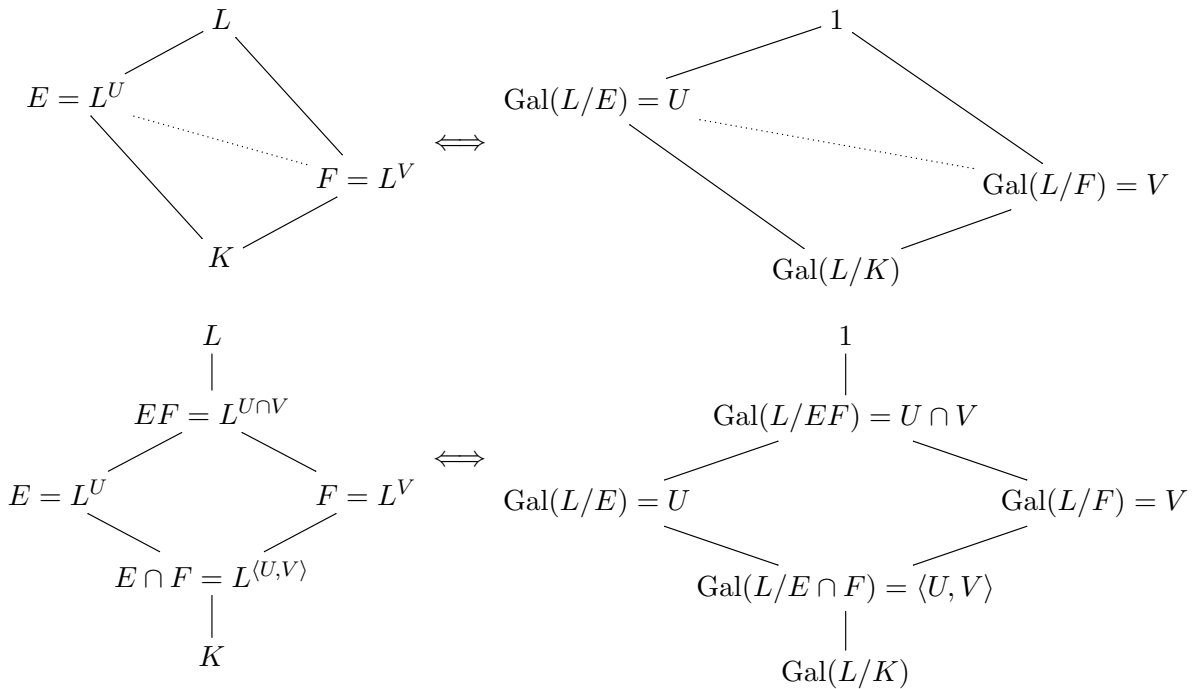 L
1
E = L^U
Gal(L/E) = U
⟺
F = L^V
Gal(L/F) = V
K
Gal(L/K)
L
1
EF = L^{U∩V}
Gal(L/EF) = U ∩ V
⟺
E = L^U
F = L^V
Gal(L/E) = U
Gal(L/F) = V
E ∩ F = L^{⟨U,V⟩}
Gal(L/E ∩ F) = ⟨U, V⟩
K
Gal(L/K)